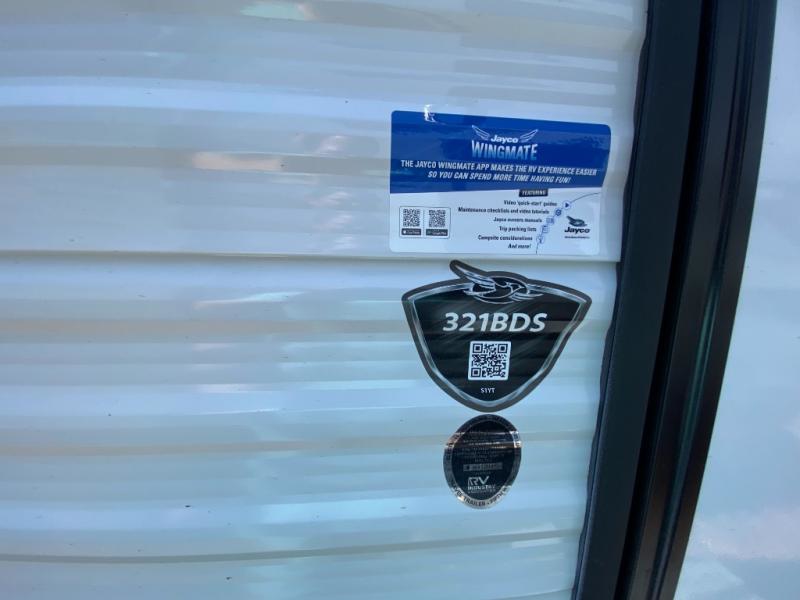 Jayco
WINGMATE
THE JAYCO WINGMATE APP MAKES THE RV EXPERIENCE EASIER
SO YOU CAN SPEND MORE TIME HAVING FUN!
FEATURING
Video 'quick-start' guides
Maintenance checklists and video tutorials
Jayco owners manuals
Trip packing lists
Campsite considerations
And more!
Jayco
321BDS
S1YT
RV
INDUSTRY